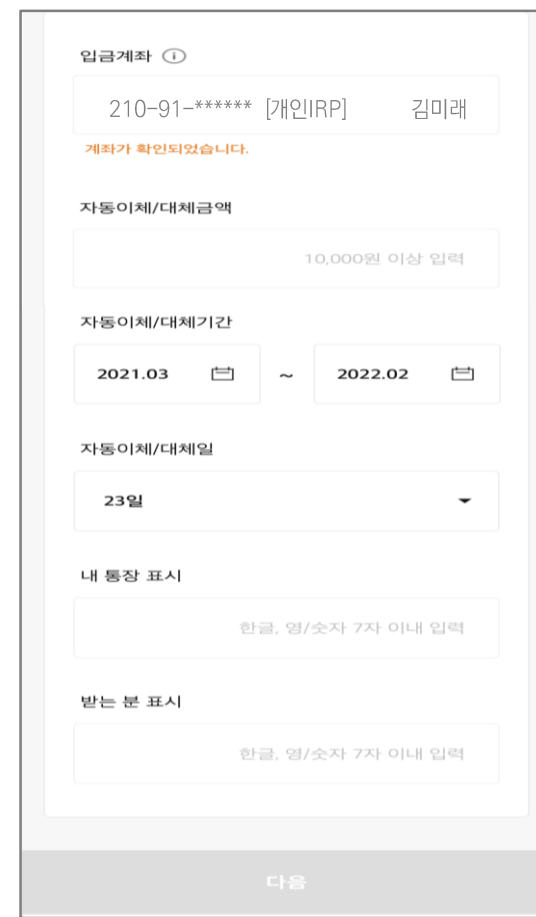 입금계좌 ⓘ
210-91-****** [개인IRP] 김미래
계좌가 확인되었습니다.
자동이체/대체금액
10,000원 이상 입력
자동이체/대체기간
2021.03 ~ 2022.02
자동이체/대체일
23일
내 통장 표시
한글, 영/숫자 7자 이내 입력
받는 분 표시
한글, 영/숫자 7자 이내 입력
다음